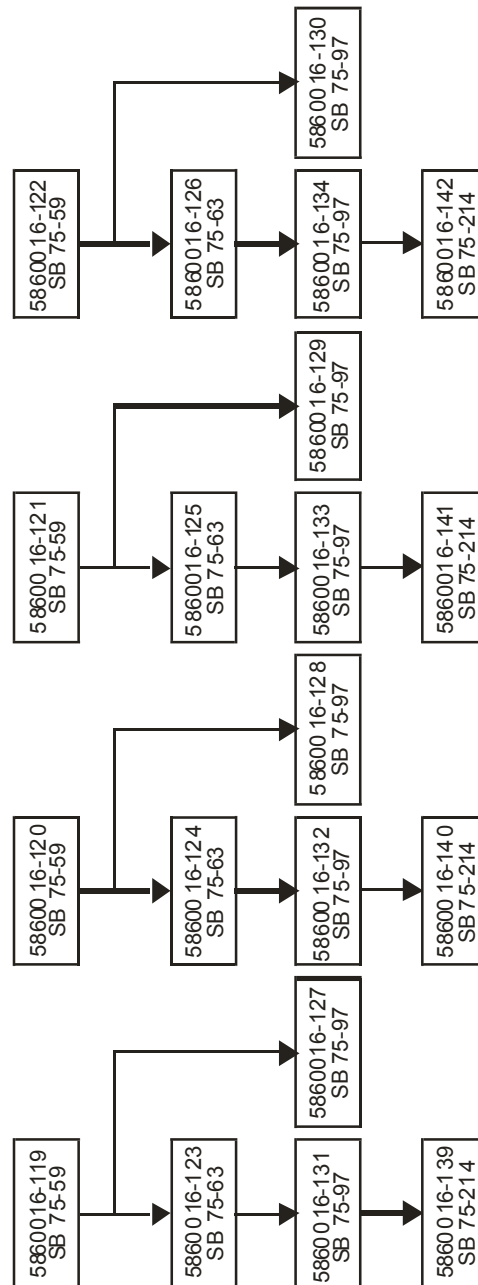 5860016-119
SB 75-59
5860016-120
SB 75-59
5860016-121
SB 75-59
5860016-122
SB 75-59
5860016-123
SB 75-63
5860016-124
SB 75-63
5860016-125
SB 75-63
5860016-126
SB 75-63
5860016-131
SB 75-97
5860016-127
SB 75-97
5860016-132
SB 75-97
5860016-128
SB 75-97
5860016-133
SB 75-97
5860016-129
SB 75-97
5860016-134
SB 75-97
5860016-130
SB 75-97
5860016-139
SB 75-214
5860016-140
SB 75-214
5860016-141
SB 75-214
5860016-142
SB 75-214